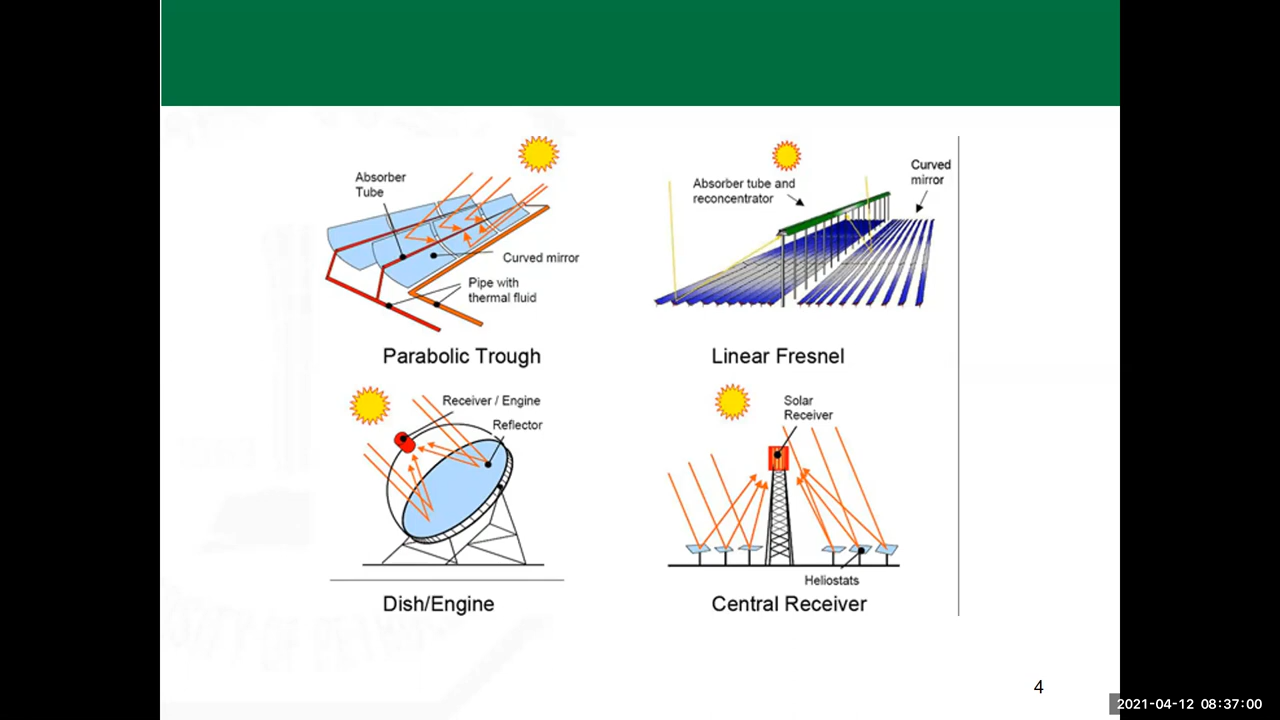 Absorber
Tube
Curved mirror
Pipe with
thermal fluid
Parabolic Trough
Absorber tube and
reconcentrator
Curved
mirror
Linear Fresnel
Receiver / Engine
Reflector
Dish/Engine
Solar
Receiver
Heliostats
Central Receiver
4
2021-04-12 08:37:00